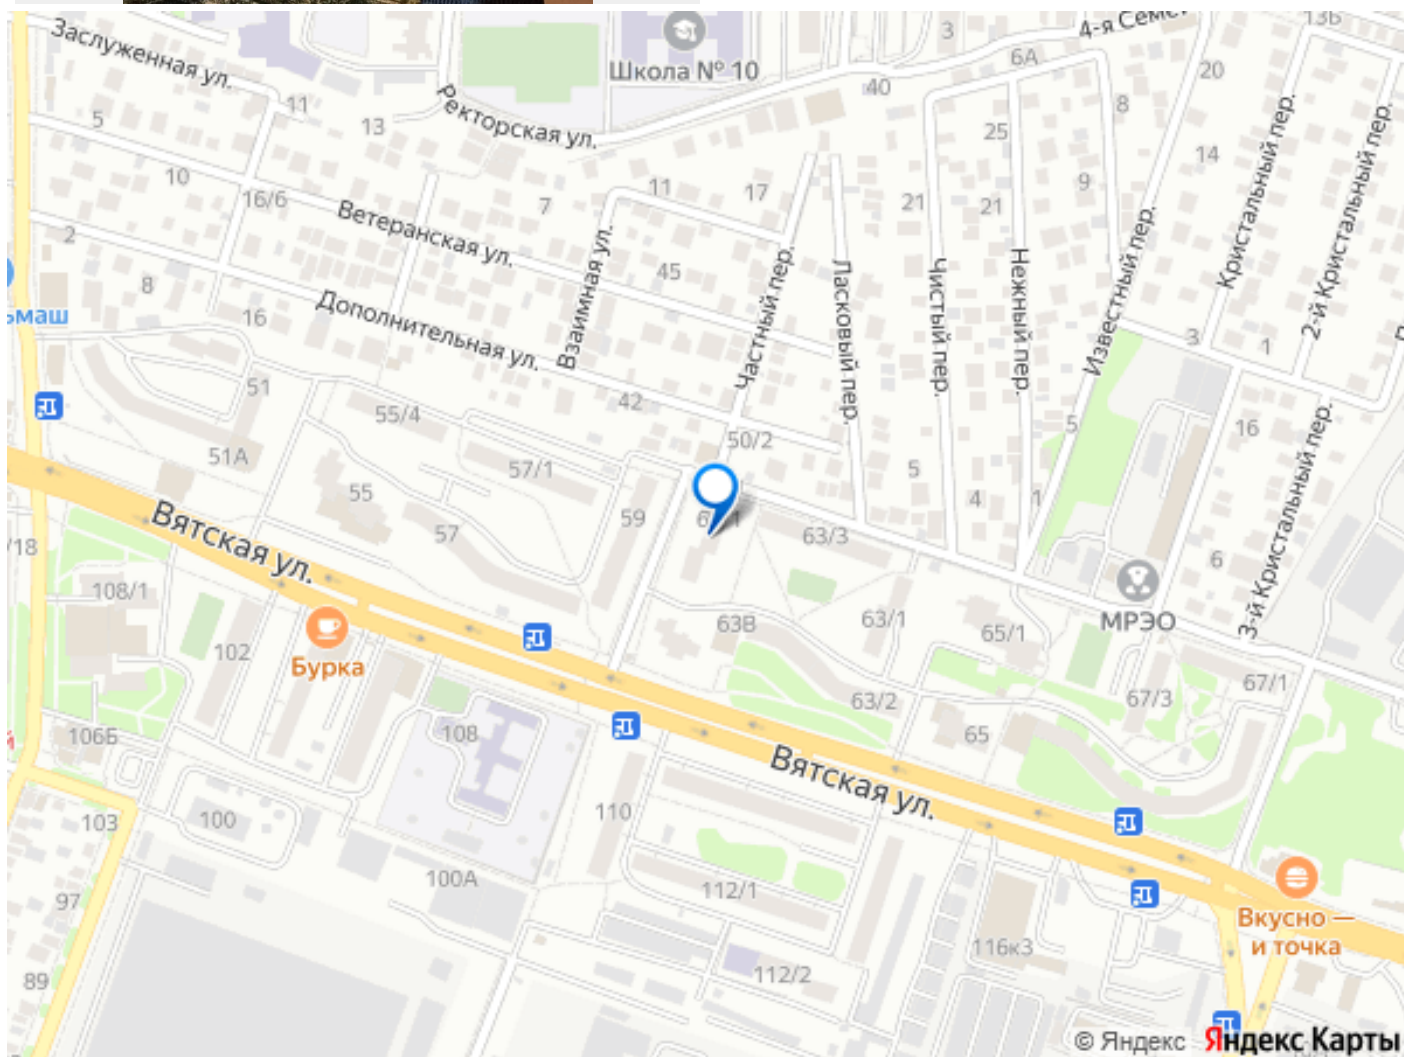 13Б
4-я Семе
3
6А
Заслуженная ул.
Школа № 10
20
40
8
11
5
13
Ректорская ул.
25
14
Кристальный пер.
2-й Кристальный пер.
10
16/6
7
11
17
21
21
9
Ветеранская ул.
2
Взаимная ул.
45
Частный пер.
Ласковый пер.
Чистый пер.
Нежный пер.
Известный пер.
8
ьмаш
16
Дополнительная ул.
3
1
51
55/4
42
50/2
5
16
3-й Кристальный пер.
51А
57/1
5
4
1
55
57
59
63/3
Вятская ул.
/18
6
108/1
МРЭО
102
Бурка
63В
63/1
65/1
67/1
67/3
63/2
65
106Б
й
108
Вятская ул.
103
100
110
100А
112/1
97
Вкусно —
и точка
116к3
112/2
89
© Яндекс Яндекс Карты